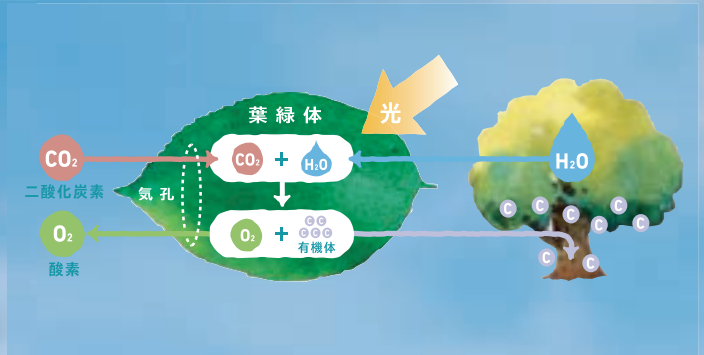 葉緑体
光
CO₂
二酸化炭素
気孔
CO₂ + H₂O
H₂O
O₂
酸素
O₂ +
C C
C C C
有機体
C C C C C C
C C